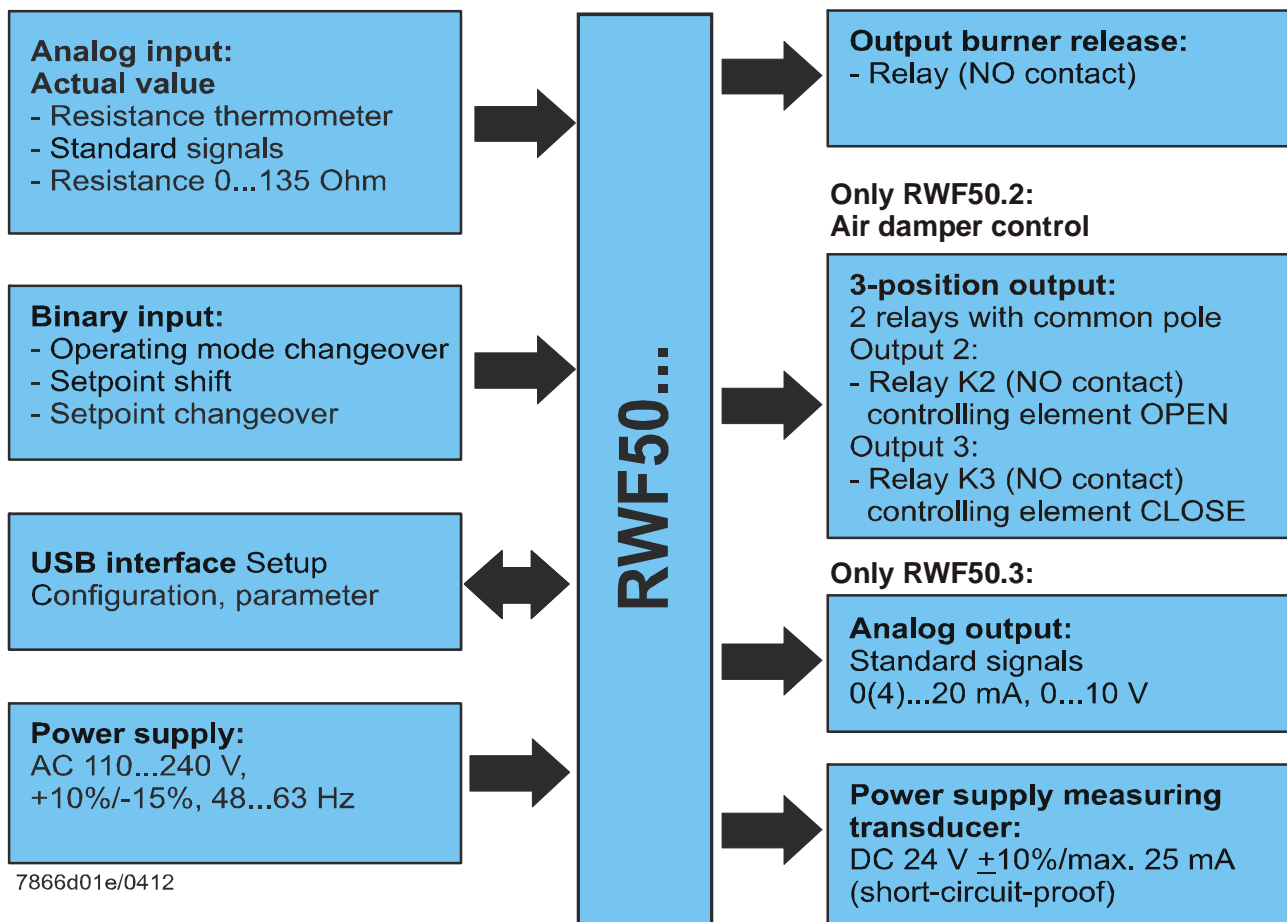 Analog input:
Actual value
- Resistance thermometer
- Standard signals
- Resistance 0...135 Ohm
Binary input:
- Operating mode changeover
- Setpoint shift
- Setpoint changeover
USB interface Setup
Configuration, parameter
Power supply:
AC 110...240 V,
+10%/-15%, 48...63 Hz
7866d01e/0412
RWF50...
Output burner release:
- Relay (NO contact)
Only RWF50.2:
Air damper control
3-position output:
2 relays with common pole
Output 2:
- Relay K2 (NO contact)
controlling element OPEN
Output 3:
- Relay K3 (NO contact)
controlling element CLOSE
Only RWF50.3:
Analog output:
Standard signals
0(4)...20 mA, 0...10 V
Power supply measuring
transducer:
DC 24 V ±10%/max. 25 mA
(short-circuit-proof)